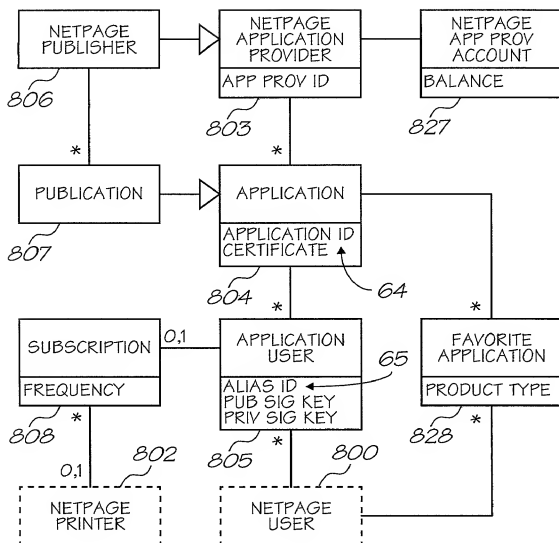 NETPAGE
PUBLISHER
806
NETPAGE
APPLICATION
PROVIDER
APP PROV ID
803
NETPAGE
APP PROV
ACCOUNT
BALANCE
827
*
*
PUBLICATION
807
APPLICATION
APPLICATION ID
CERTIFICATE
804
64
*
*
SUBSCRIPTION
FREQUENCY
808
0,1
APPLICATION
USER
ALIAS ID
PUB SIG KEY
PRIV SIG KEY
805
65
FAVORITE
APPLICATION
PRODUCT TYPE
828
*
*
*
0,1
802
800
NETPAGE
PRINTER
NETPAGE
USER